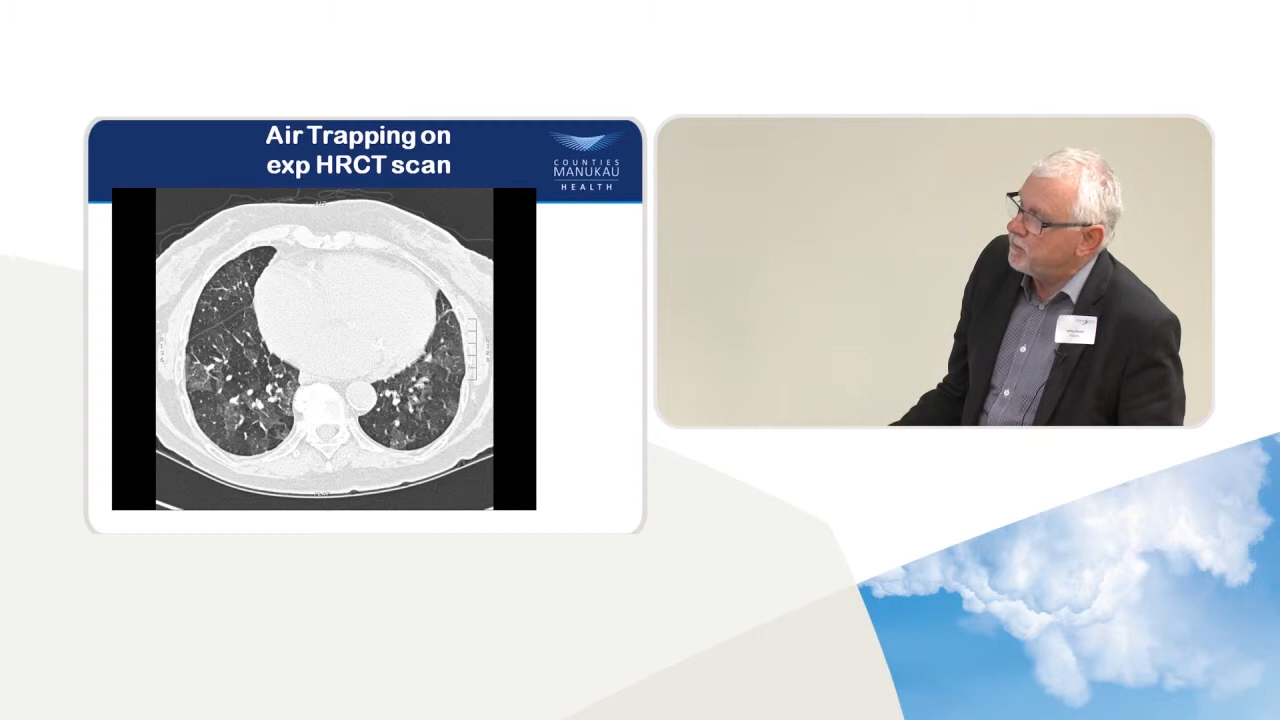 Air Trapping on
exp HRCT scan
COUNTIES
MANUKAU
HEALTH